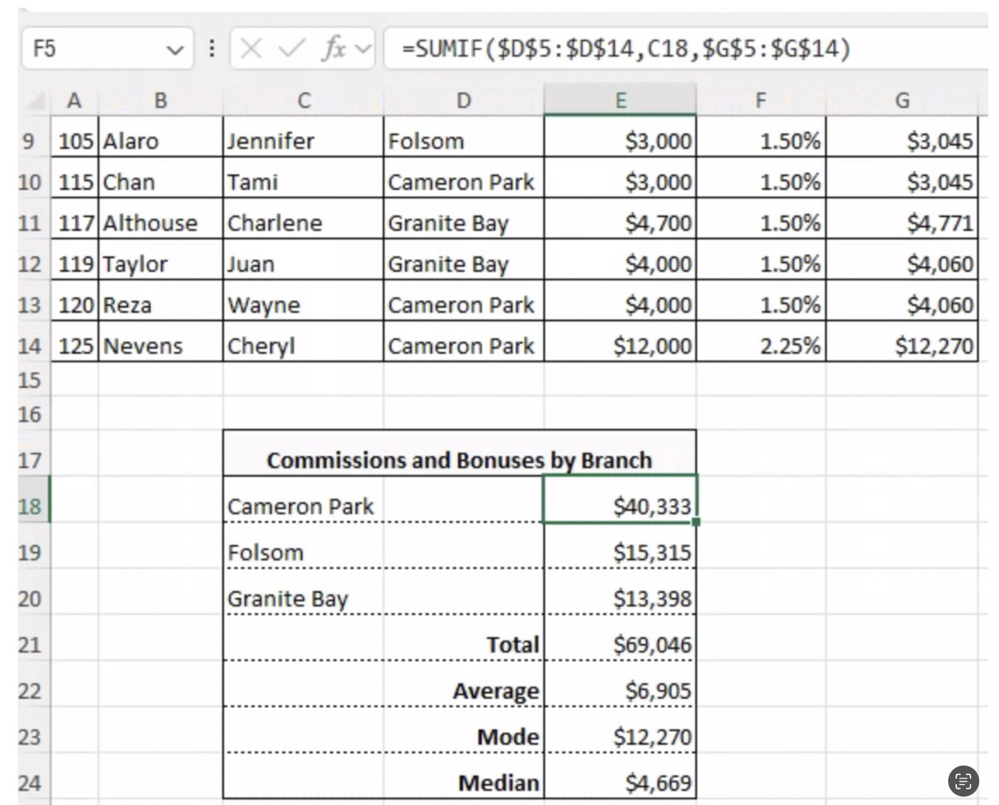 F5 fx =SUMIF($D$5:$D$14,C18,$G$5:$G$14)
A B C D E F G
9 105 Alaro Jennifer Folsom $3,000 1.50% $3,045
10 115 Chan Tami Cameron Park $3,000 1.50% $3,045
11 117 Althouse Charlene Granite Bay $4,700 1.50% $4,771
12 119 Taylor Juan Granite Bay $4,000 1.50% $4,060
13 120 Reza Wayne Cameron Park $4,000 1.50% $4,060
14 125 Nevens Cheryl Cameron Park $12,000 2.25% $12,270
15
16
17 Commissions and Bonuses by Branch
18 Cameron Park $40,333
19 Folsom $15,315
20 Granite Bay $13,398
21 Total $69,046
22 Average $6,905
23 Mode $12,270
24 Median $4,669